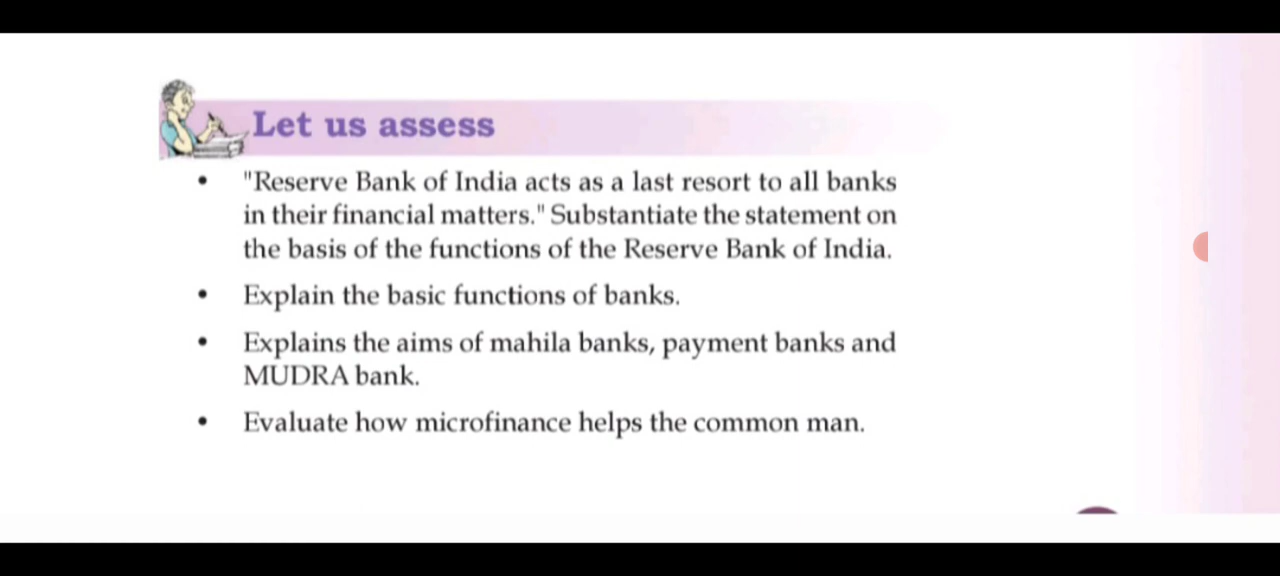 Let us assess
• "Reserve Bank of India acts as a last resort to all banks
in their financial matters." Substantiate the statement on
the basis of the functions of the Reserve Bank of India.
• Explain the basic functions of banks.
• Explains the aims of mahila banks, payment banks and
MUDRA bank.
• Evaluate how microfinance helps the common man.